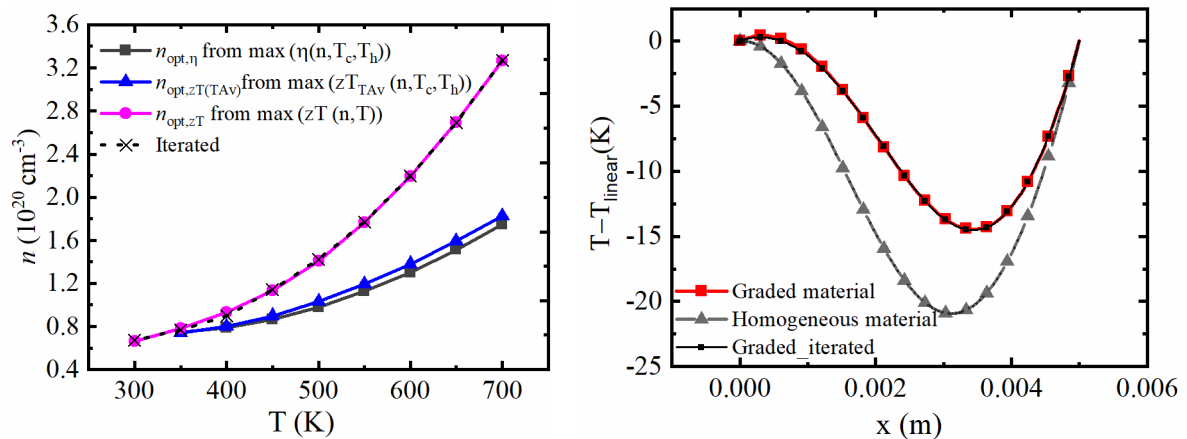 3.6
3.2
2.8
2.4
2.0
1.6
1.2
0.8
0.4
n (10²⁰ cm⁻³)
n_opt,η from max (η(n,T_c,T_h))
n_opt,zT(TAv) from max (zT_TAv (n,T_c,T_h))
n_opt,zT from max (zT (n,T))
Iterated
300 400 500 600 700
T (K)
0
-5
-10
-15
-20
-25
T−T_linear(K)
Graded material
Homogeneous material
Graded_iterated
0.000 0.002 0.004 0.006
x (m)